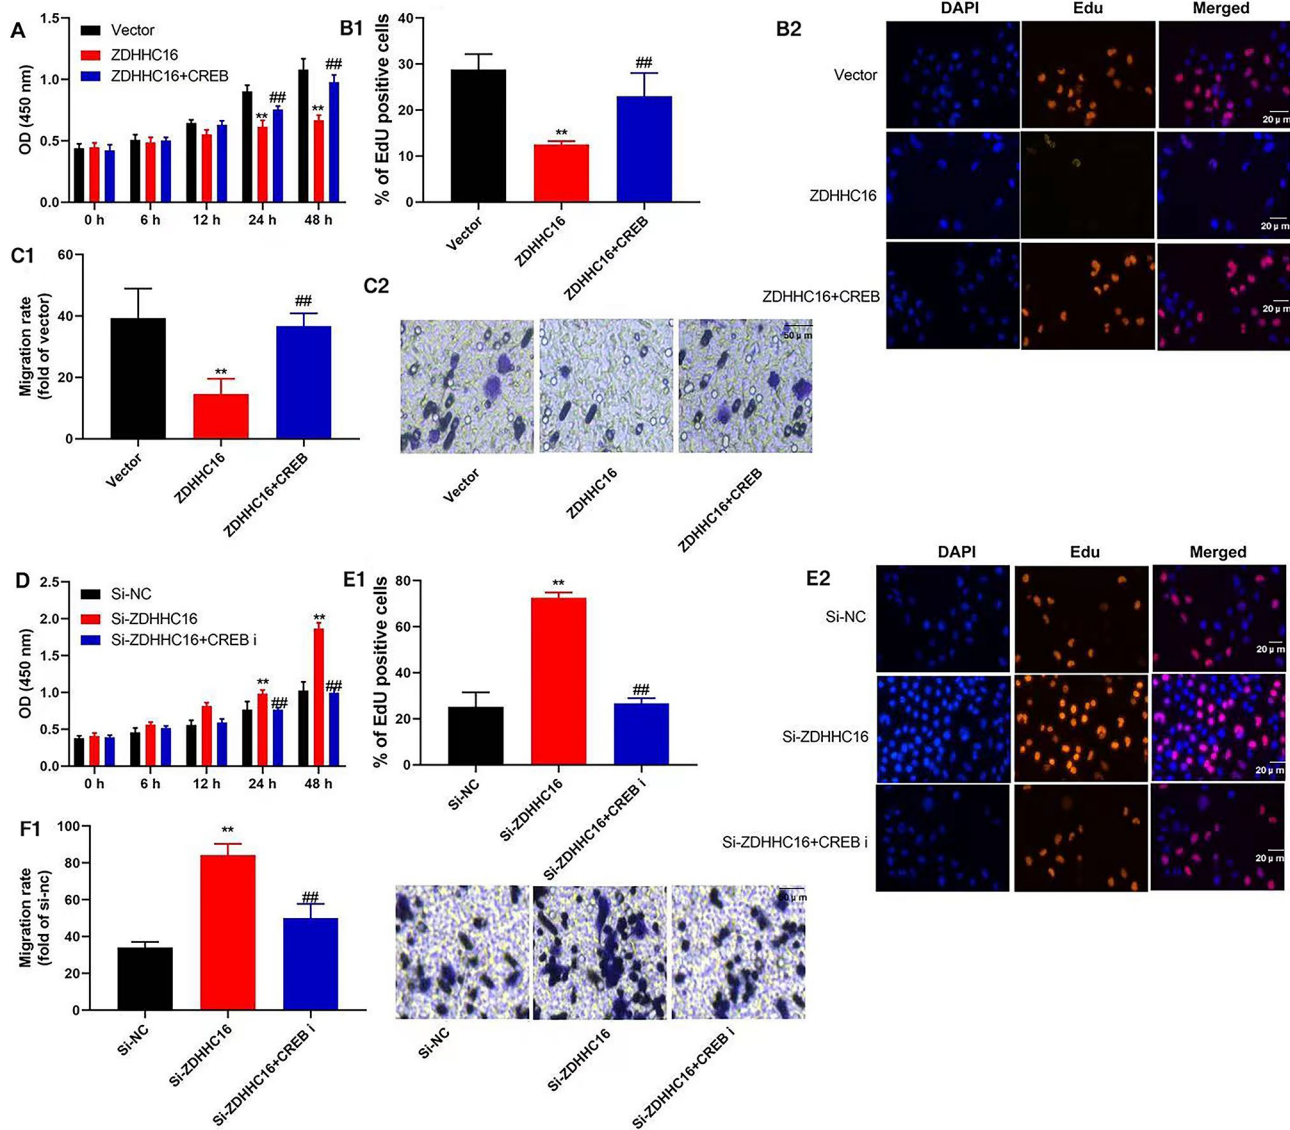 A
1.5
1.0
0.5
0.0
OD (450 nm)
Vector
ZDHHC16
ZDHHC16+CREB
**
##
**
##
0 h
6 h
12 h
24 h
48 h
B1
40
30
20
10
0
% of EdU positive cells
**
##
Vector
ZDHHC16
ZDHHC16+CREB
B2
DAPI
Edu
Merged
Vector
ZDHHC16
ZDHHC16+CREB
20 µ m
20 µ m
20 µ m
C1
60
40
20
0
Migration rate
(fold of vector)
**
##
Vector
ZDHHC16
ZDHHC16+CREB
C2
50 µ m
Vector
ZDHHC16
ZDHHC16+CREB
D
2.5
2.0
1.5
1.0
0.5
0.0
OD (450 nm)
Si-NC
Si-ZDHHC16
Si-ZDHHC16+CREB i
**
##
**
##
0 h
6 h
12 h
24 h
48 h
E1
80
60
40
20
0
% of EdU positive cells
**
##
Si-NC
Si-ZDHHC16
Si-ZDHHC16+CREB i
E2
DAPI
Edu
Merged
Si-NC
Si-ZDHHC16
Si-ZDHHC16+CREB i
20 µ m
20 µ m
20 µ m
F1
100
80
60
40
20
0
Migration rate
(fold of si-nc)
**
##
Si-NC
Si-ZDHHC16
Si-ZDHHC16+CREB i
Si-NC
Si-ZDHHC16
Si-ZDHHC16+CREB i